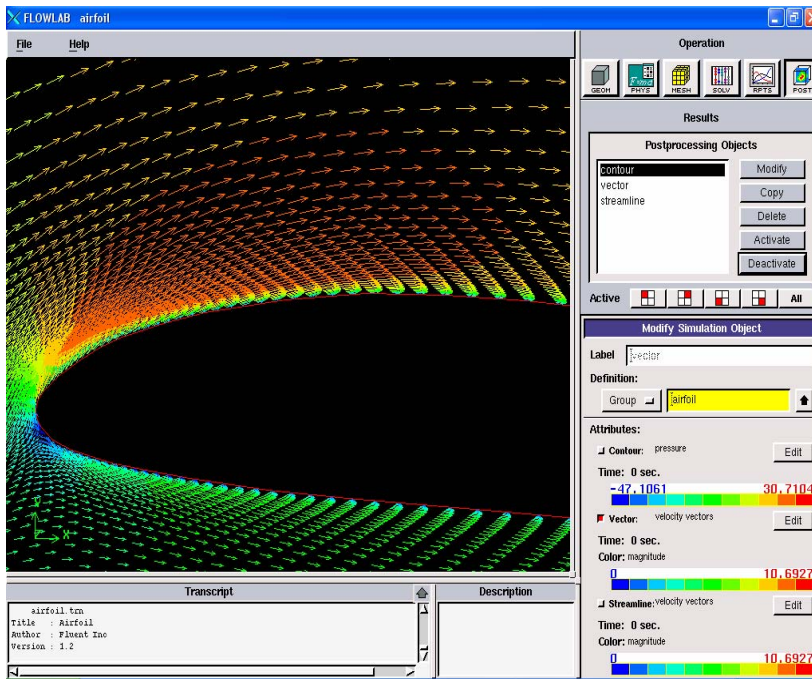 FLOWLAB airfoil
File Help
Operation
GEOM PHYS MESH SOLV RPTS POST
Results
Postprocessing Objects
contour
vector
streamline
Modify
Copy
Delete
Activate
Deactivate
Active All
Modify Simulation Object
Label vector
Definition:
Group airfoil
Attributes:
Contour: pressure Edit
Time: 0 sec.
-47.1061 30.7104
Vector: velocity vectors Edit
Time: 0 sec.
Color: magnitude
0 10.6927
Streamline: velocity vectors Edit
Time: 0 sec.
Color: magnitude
0 10.6927
Y
X
Transcript
airfoil.trn
Title : Airfoil
Author : Fluent Inc
Version : 1.2
Description